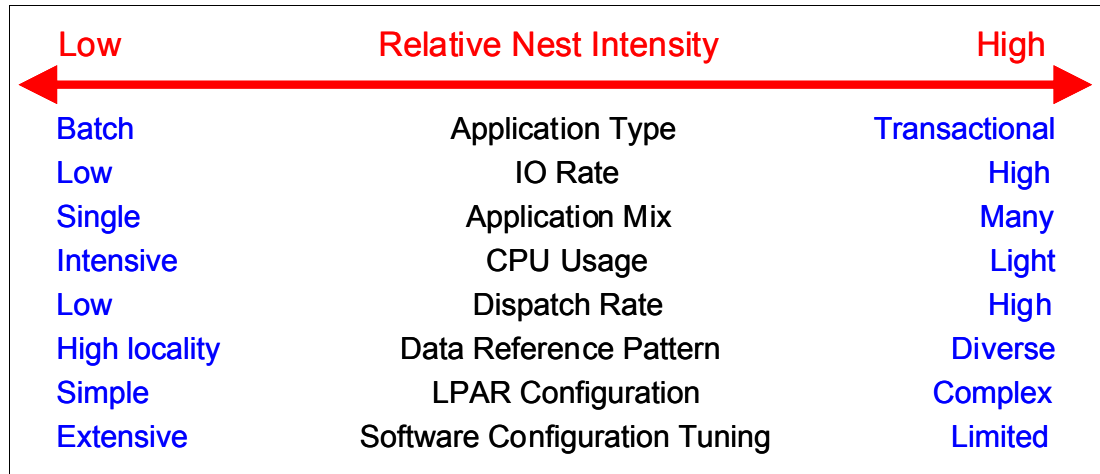 Low Relative Nest Intensity High
Batch Application Type Transactional
Low IO Rate High
Single Application Mix Many
Intensive CPU Usage Light
Low Dispatch Rate High
High locality Data Reference Pattern Diverse
Simple LPAR Configuration Complex
Extensive Software Configuration Tuning Limited